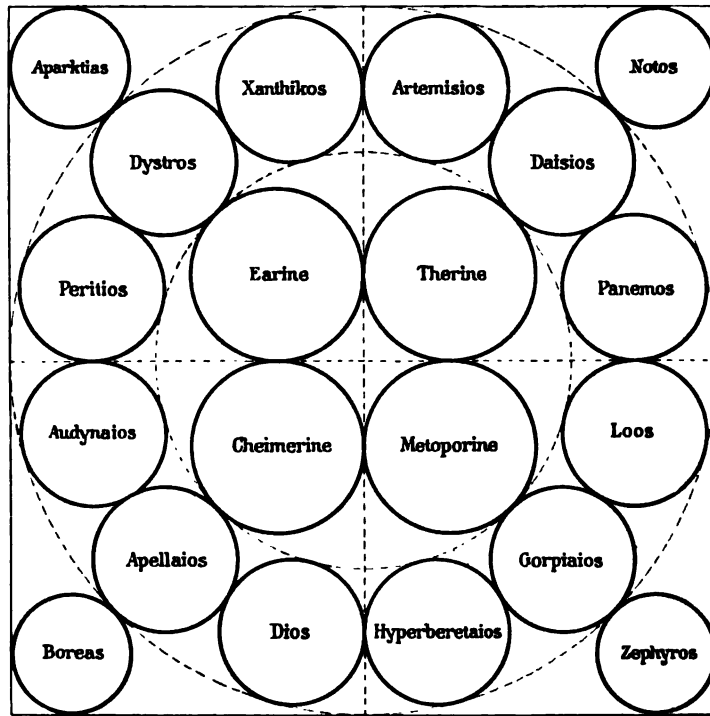 Aparktias
Xanthikos
Artemisios
Notos
Dystros
Daisios
Peritios
Earine
Therine
Panemos
Audynaios
Cheimerine
Metoporine
Loos
Apellaios
Gorpiaios
Boreas
Dios
Hyperberetaios
Zephyros